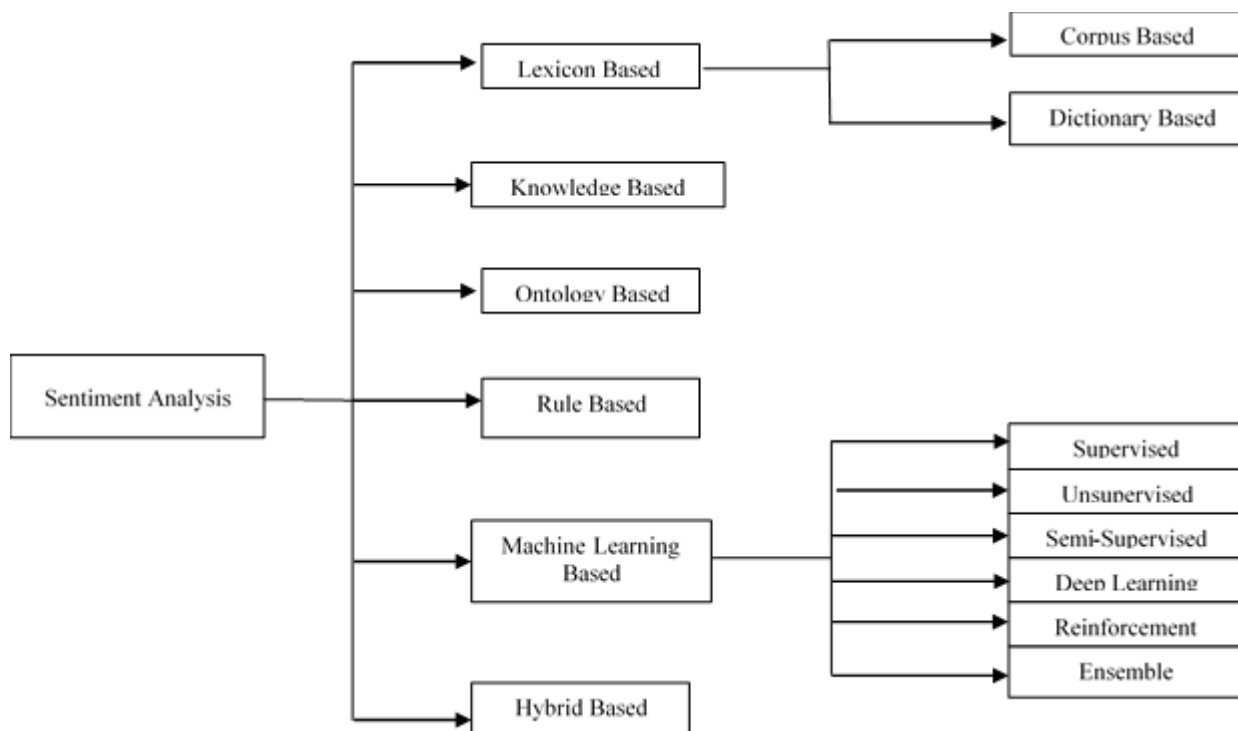 Corpus Based
Lexicon Based
Dictionary Based
Knowledge Based
Ontology Based
Sentiment Analysis
Rule Based
Supervised
Unsupervised
Machine Learning
Based
Semi-Supervised
Deep Learning
Reinforcement
Ensemble
Hybrid Based